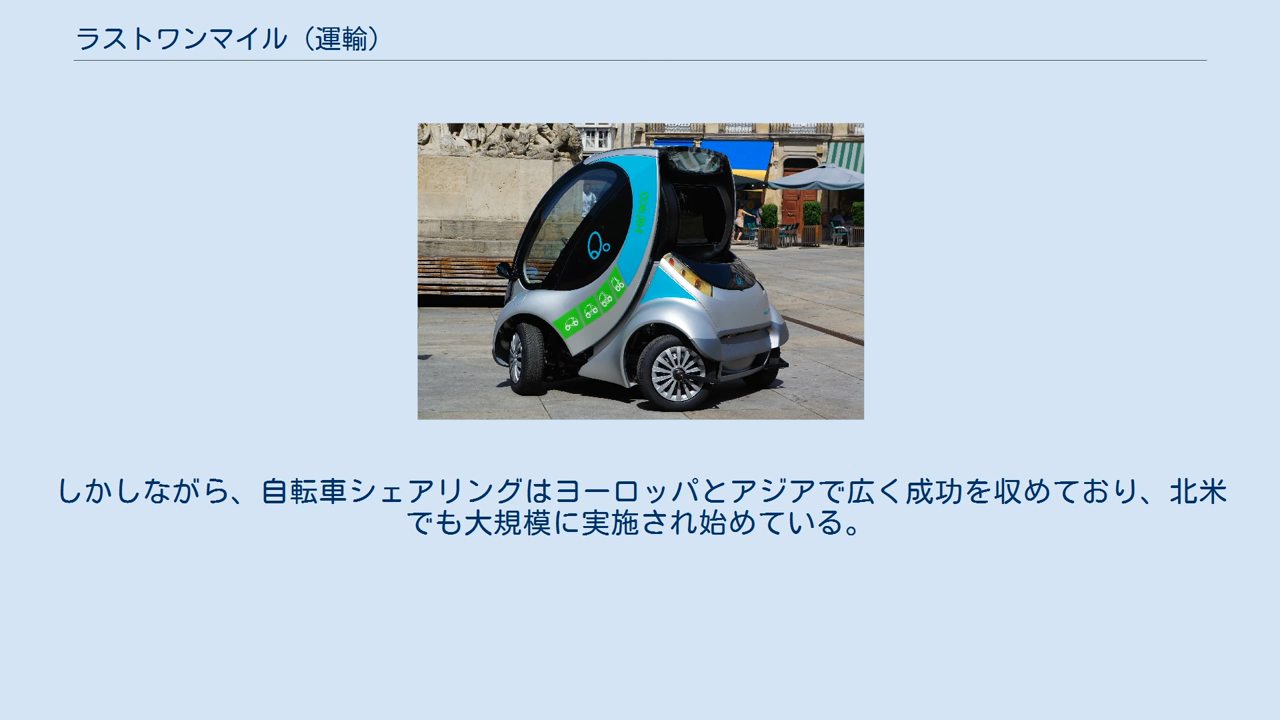 ラストワンマイル（運輸）
しかしながら、自転車シェアリングはヨーロッパとアジアで広く成功を収めており、北米
でも大規模に実施され始めている。